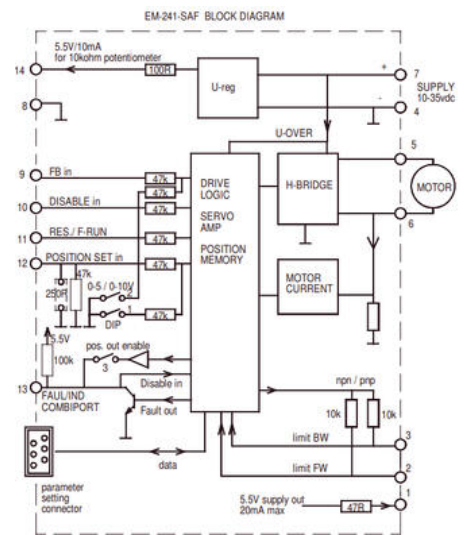 EM-241-SAF BLOCK DIAGRAM
5.5V/10mA
for 10kohm potentiometer
14
100R
U-reg
+
7
SUPPLY
10-35vdc
-
4
8
U-OVER
5
9
FB in
47k
47k
DRIVE
LOGIC
SERVO
AMP
POSITION
MEMORY
H-BRIDGE
MOTOR
10
DISABLE in
47k
11
RES./ F-RUN
47k
6
12
POSITION SET in
47k
47k
250R
0-5 / 0-10V
2
1
DIP
47k
MOTOR
CURRENT
5.5V
100k
pos. out enable
3
13
FAUL/IND
COMBIPORT
Disable in
Fault out
npn / pnp
10k
10k
limit BW
3
limit FW
2
data
parameter
setting
connector
5.5V supply out
20mA max
47R
1